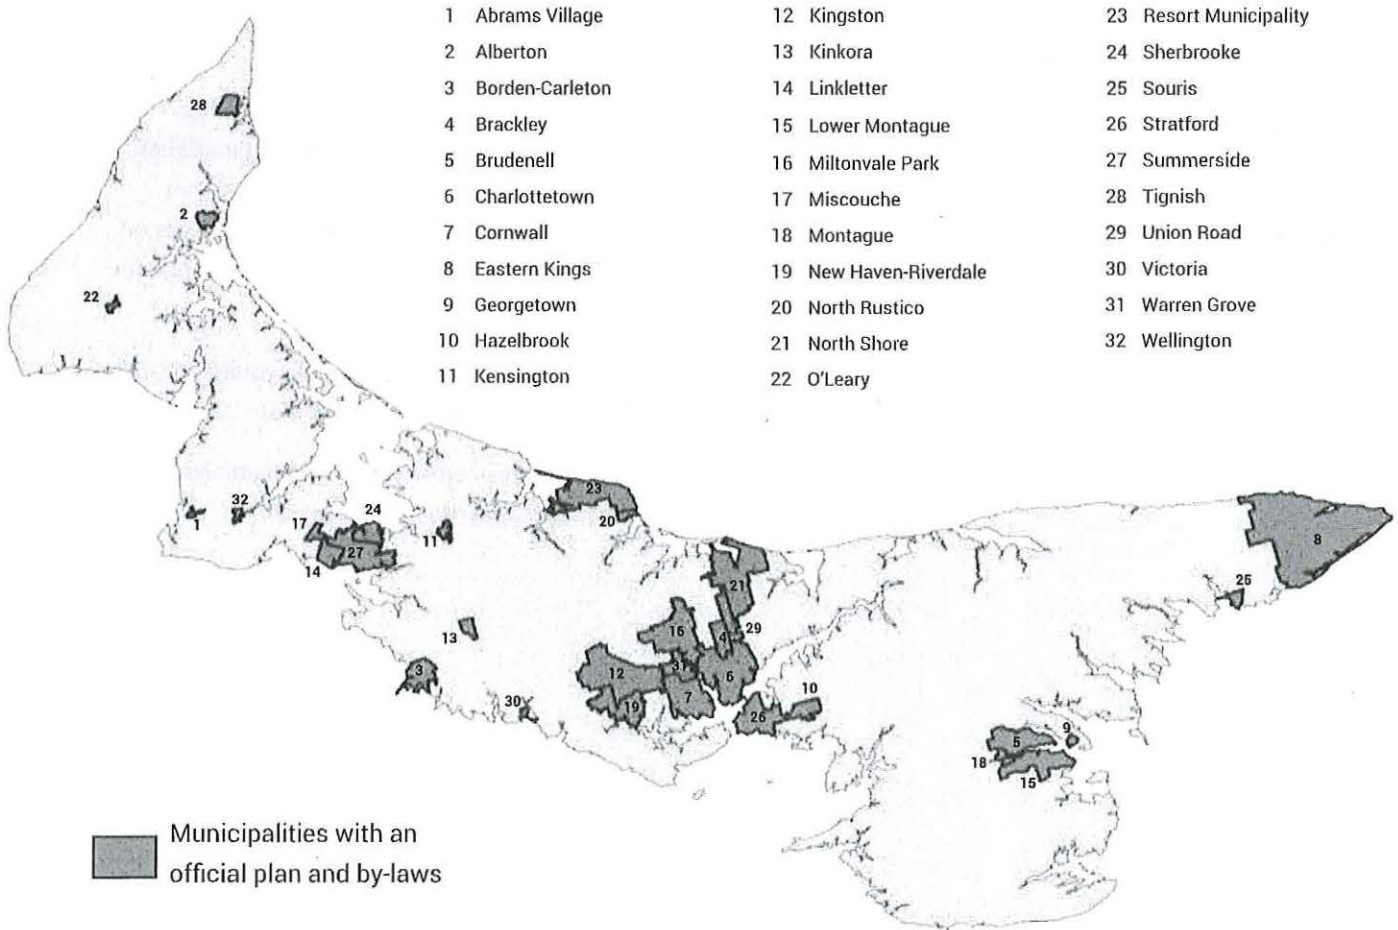 1 Abrams Village
2 Alberton
3 Borden-Carleton
4 Brackley
5 Brudenell
6 Charlottetown
7 Cornwall
8 Eastern Kings
9 Georgetown
10 Hazelbrook
11 Kensington
12 Kingston
13 Kinkora
14 Linkletter
15 Lower Montague
16 Miltonvale Park
17 Miscouche
18 Montague
19 New Haven-Riverdale
20 North Rustico
21 North Shore
22 O'Leary
23 Resort Municipality
24 Sherbrooke
25 Souris
26 Stratford
27 Summerside
28 Tignish
29 Union Road
30 Victoria
31 Warren Grove
32 Wellington
28
2
22
1
32
17
24
27
14
11
23
20
13
3
30
21
16
4
29
31
12
6
7
19
26
10
8
25
5
9
18
15
Municipalities with an
official plan and by-laws